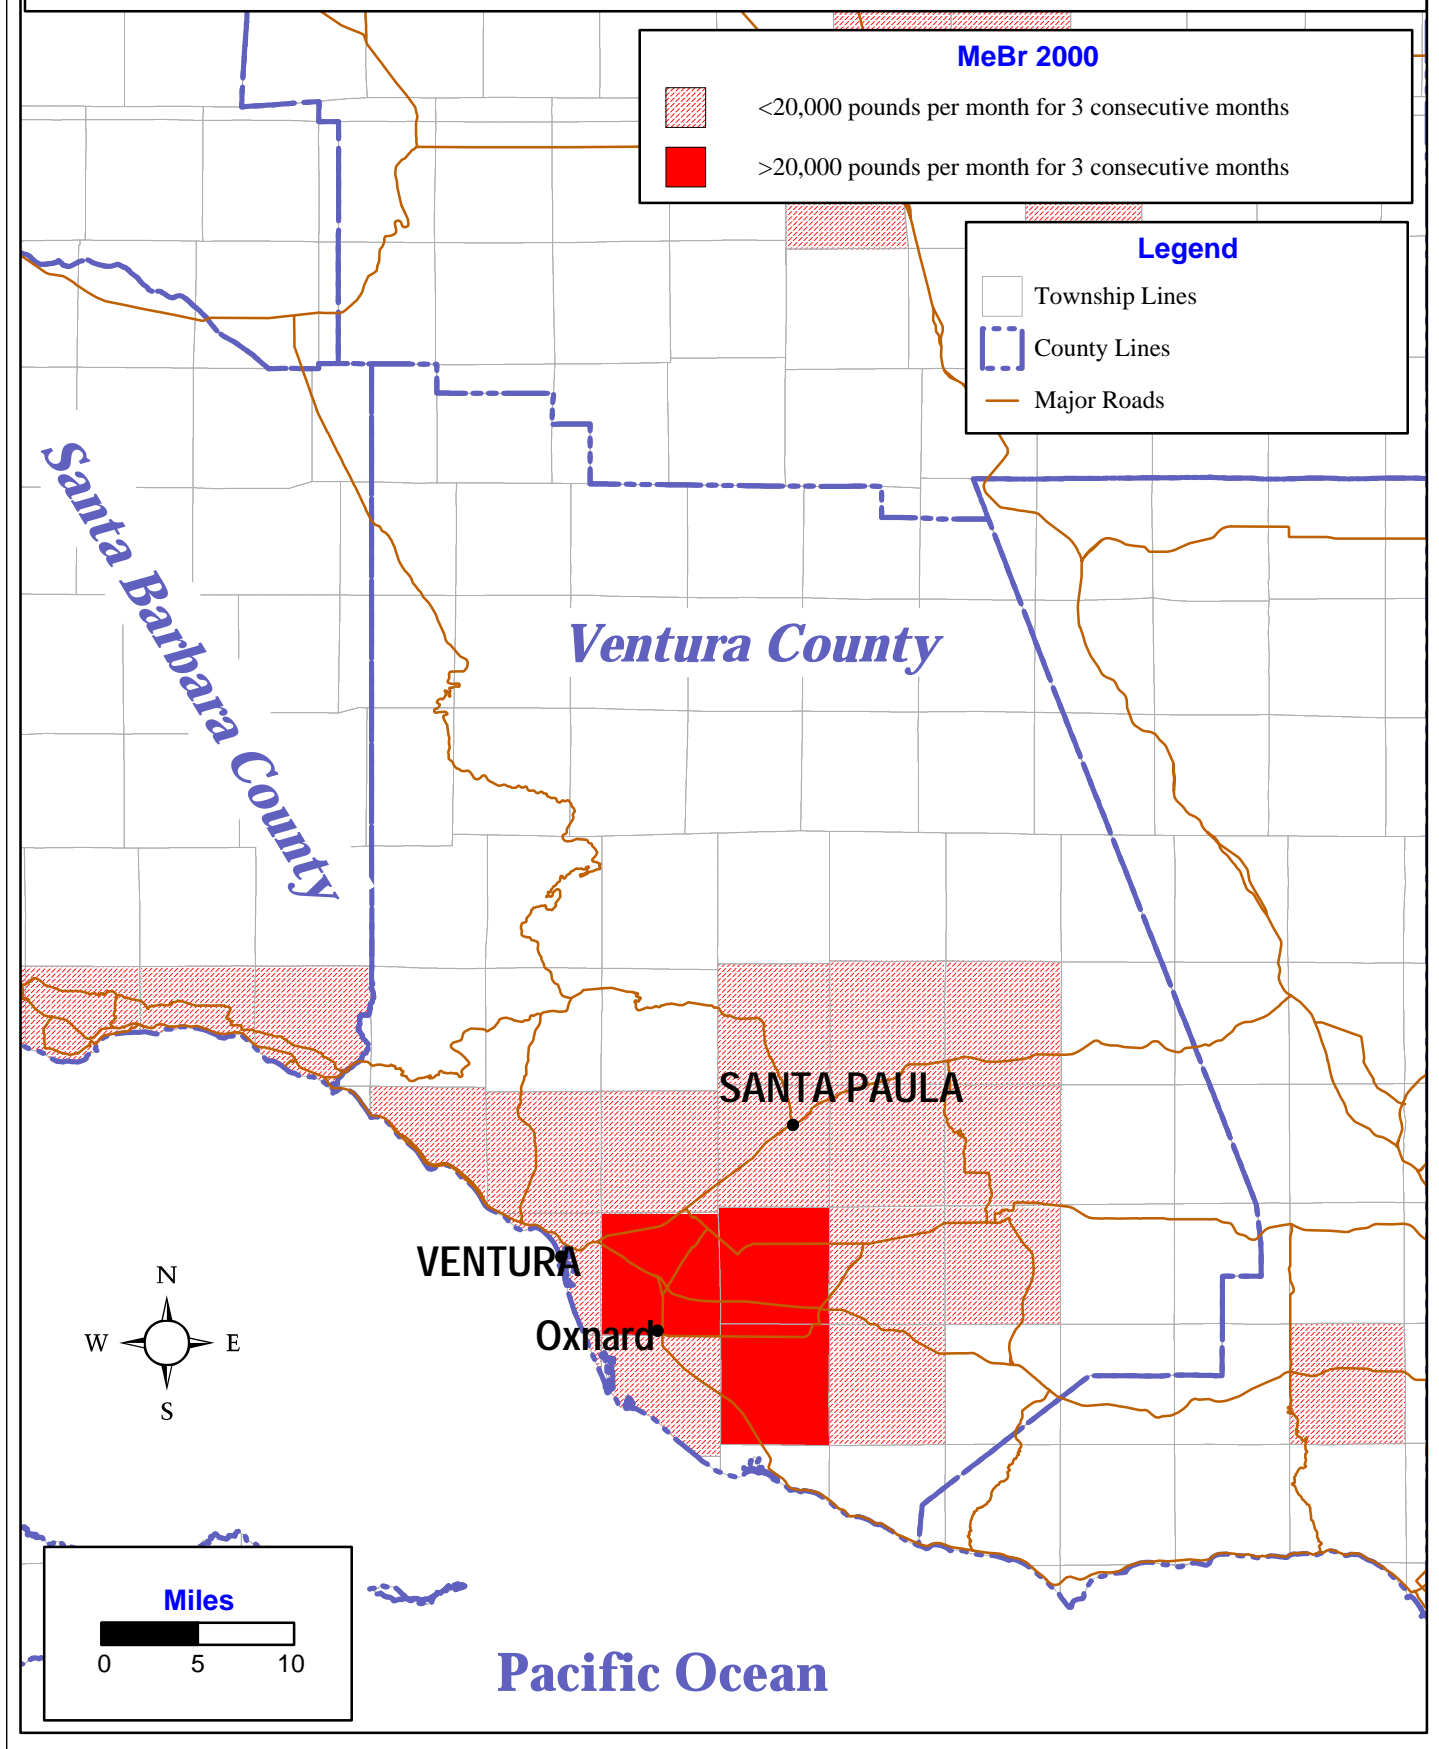 MeBr 2000
<20,000 pounds per month for 3 consecutive months
>20,000 pounds per month for 3 consecutive months
Legend
Township Lines
County Lines
Major Roads
Santa Barbara County
Ventura County
SANTA PAULA
VENTURA
Oxnard
N
W E
S
Miles
0 5 10
Pacific Ocean